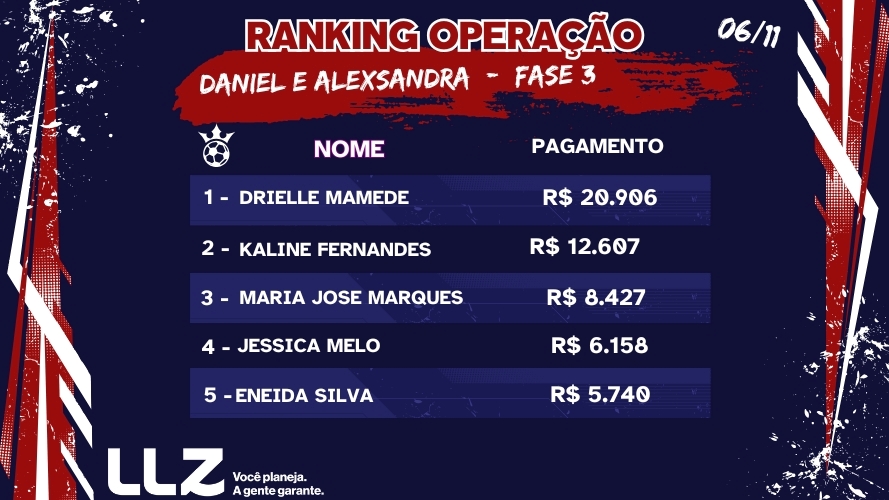 RANKING OPERAÇÃO
06/11
DANIEL E ALEXSANDRA - FASE 3
NOME PAGAMENTO
1 - DRIELLE MAMEDE R$ 20.906
2 - KALINE FERNANDES R$ 12.607
3 - MARIA JOSE MARQUES R$ 8.427
4 - JESSICA MELO R$ 6.158
5 - ENEIDA SILVA R$ 5.740
LLZ
Você planeja.
A gente garante.